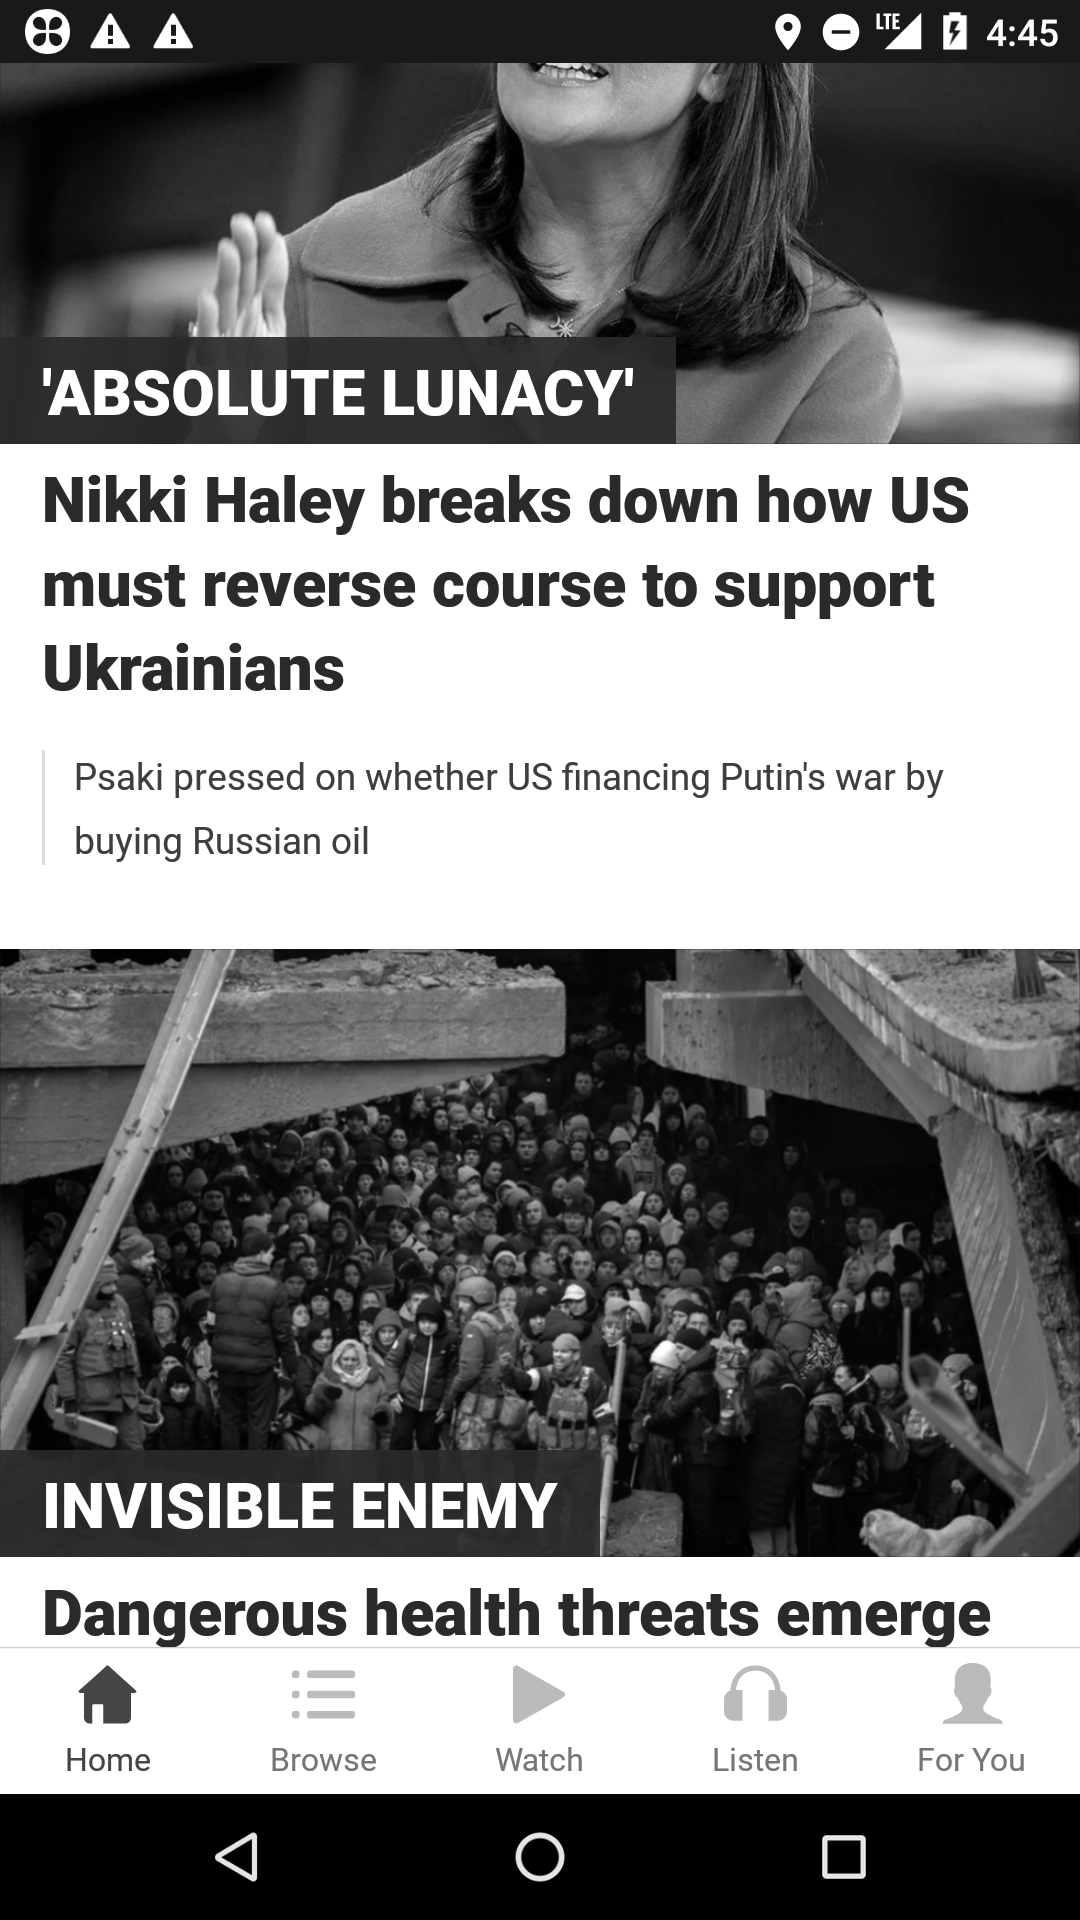 LTE 4:45
'ABSOLUTE LUNACY'
Nikki Haley breaks down how US
must reverse course to support
Ukrainians
Psaki pressed on whether US financing Putin's war by
buying Russian oil
INVISIBLE ENEMY
Dangerous health threats emerge
Home Browse Watch Listen For You